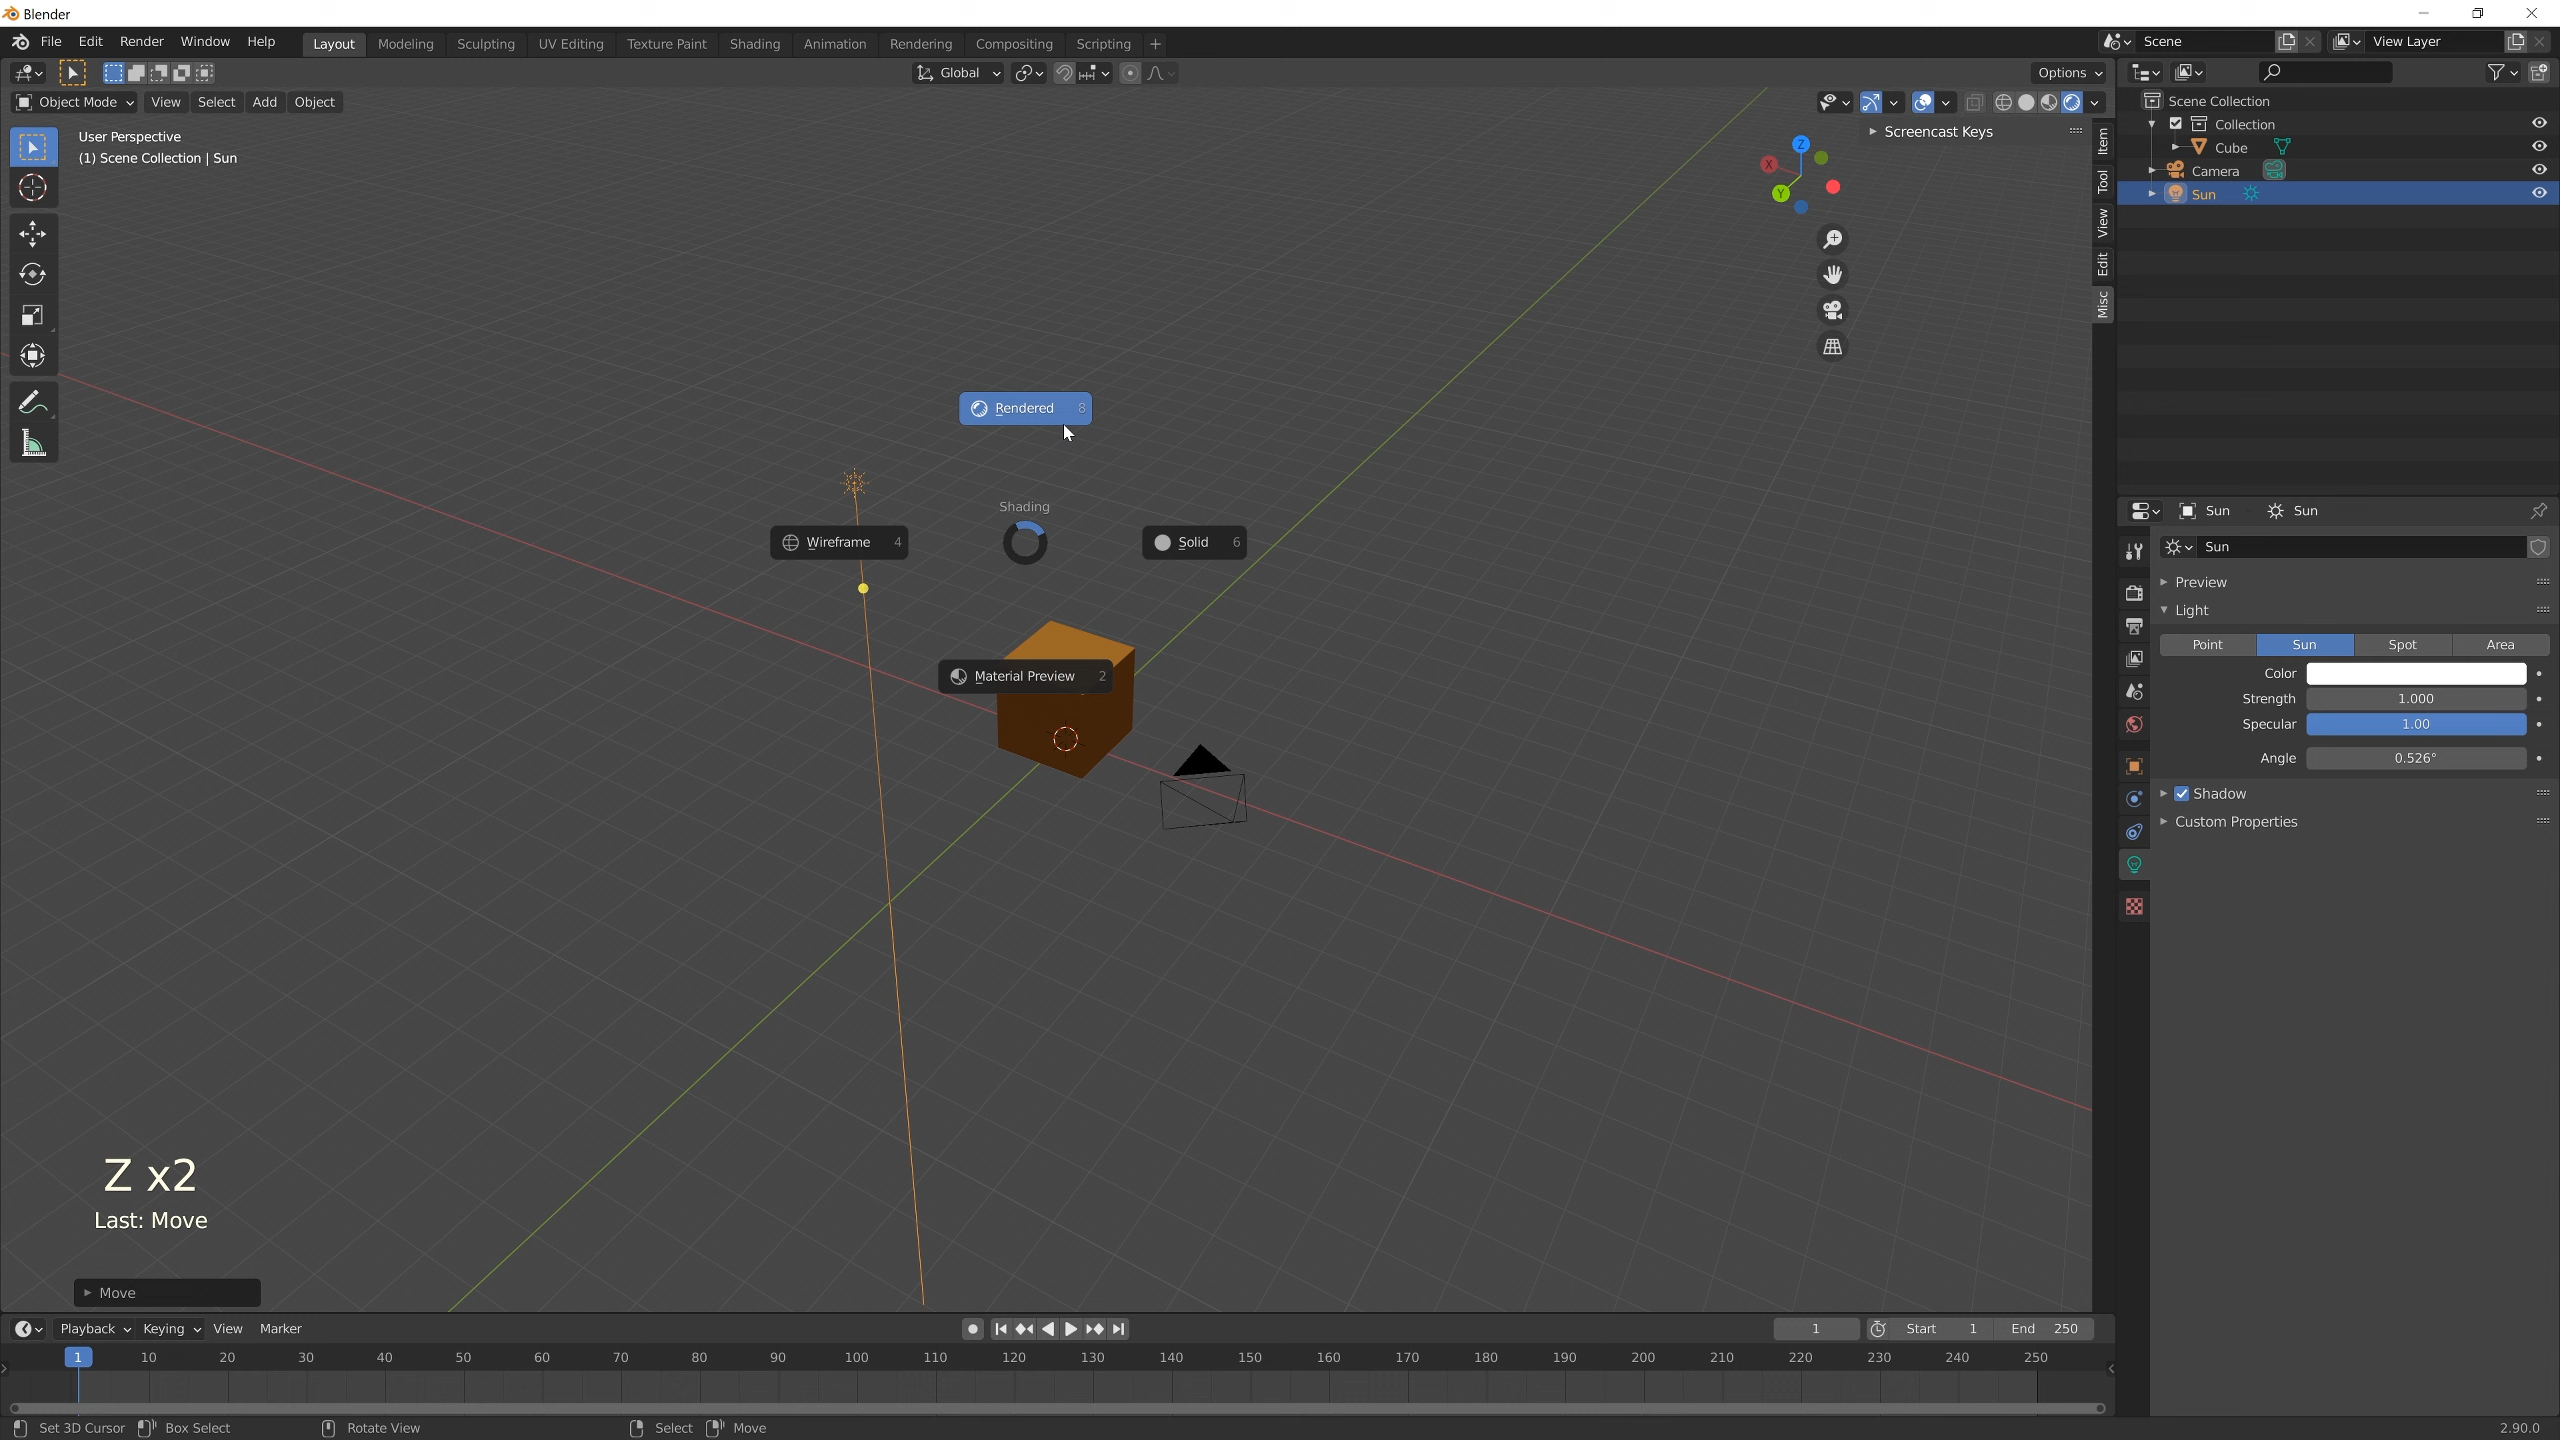 Blender
File Edit Render Window Help Layout Modeling Sculpting UV Editing Texture Paint Shading Animation Rendering Compositing Scripting +
Scene View Layer
Global Options
Object Mode View Select Add Object
User Perspective
(1) Scene Collection | Sun
Screencast Keys
Z
X
Y
Item
Tool
View
Edit
Misc
Scene Collection
Collection
Cube
Camera
Sun
Rendered 8
Shading
Wireframe 4
Solid 6
Material Preview 2
Sun Sun
Sun
Preview
Light
Point Sun Spot Area
Color
Strength 1.000
Specular 1.00
Angle 0.526°
Shadow
Custom Properties
Z x2
Last: Move
Move
Playback Keying View Marker 1 Start 1 End 250
1 10 20 30 40 50 60 70 80 90 100 110 120 130 140 150 160 170 180 190 200 210 220 230 240 250
Set 3D Cursor Box Select Rotate View Select Move 2.90.0